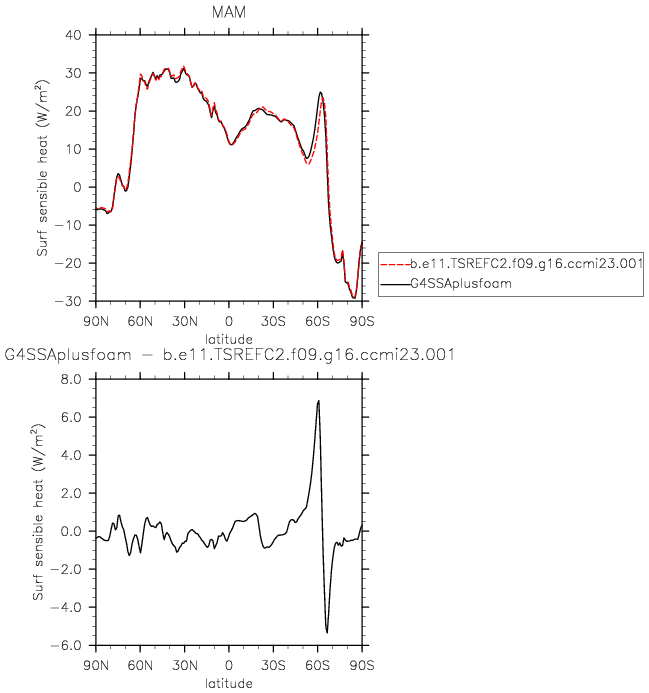 MAM
40
30
20
10
0
−10
−20
−30
Surf sensible heat (W/m²)
90N 60N 30N 0 30S 60S 90S
latitude
b.e11.TSREFC2.f09.g16.ccmi23.001
G4SSAplusfoam
G4SSAplusfoam − b.e11.TSREFC2.f09.g16.ccmi23.001
8.0
6.0
4.0
2.0
0.0
−2.0
−4.0
−6.0
Surf sensible heat (W/m²)
90N 60N 30N 0 30S 60S 90S
latitude